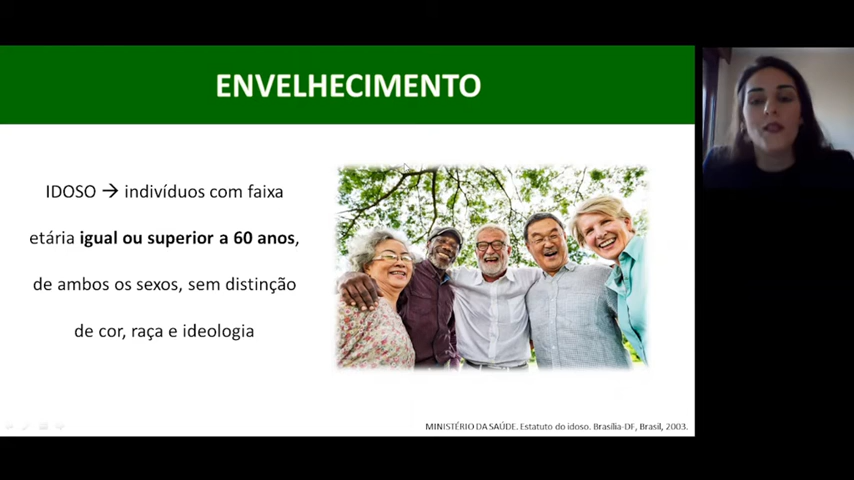 ENVELHECIMENTO
IDOSO → indivíduos com faixa
etária igual ou superior a 60 anos,
de ambos os sexos, sem distinção
de cor, raça e ideologia
MINISTÉRIO DA SAÚDE. Estatuto do idoso. Brasília-DF, Brasil, 2003.